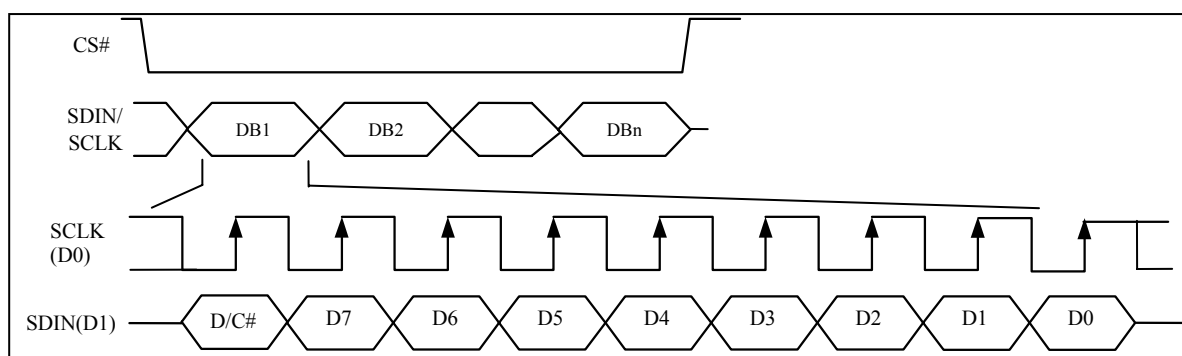 CS#
SDIN/
SCLK
DB1 DB2 DBn
SCLK
(D0)
SDIN(D1) D/C# D7 D6 D5 D4 D3 D2 D1 D0